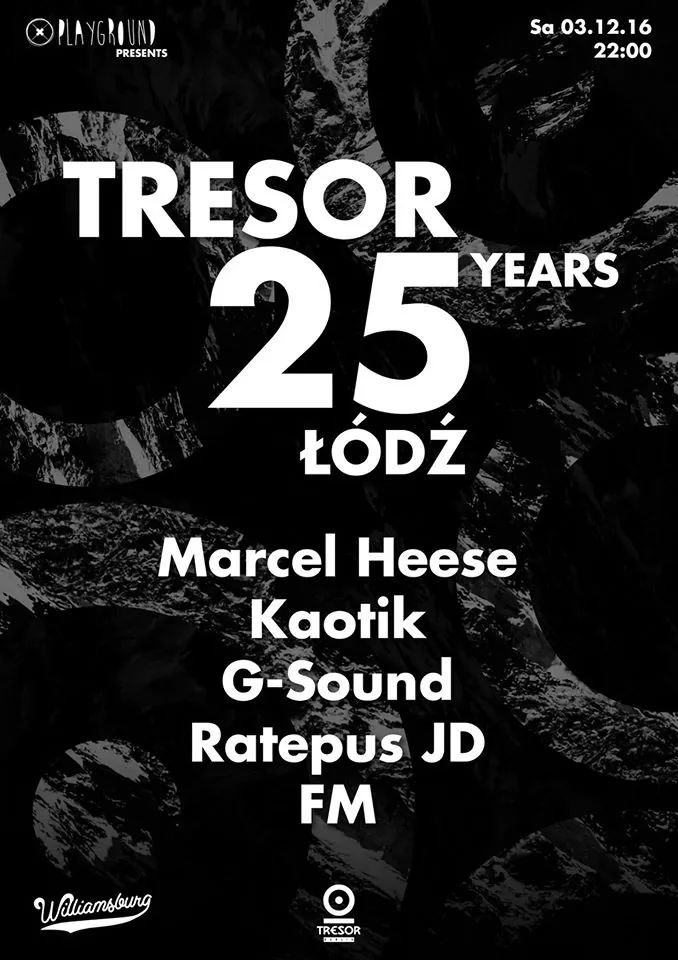 PLAYGROUND
PRESENTS
Sa 03.12.16
22:00
TRESOR
25 YEARS
ŁÓDŹ
Marcel Heese
Kaotik
G-Sound
Ratepus JD
FM
Williamsburg
TRESOR
BERLIN